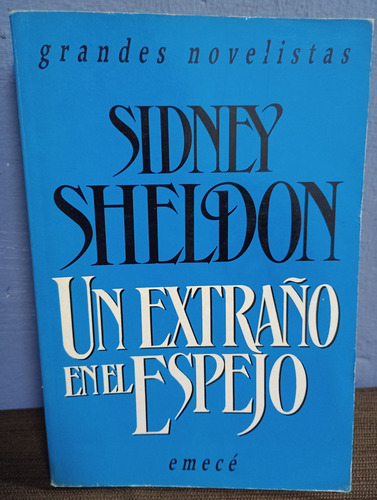 grandes novelistas
SIDNEY
SHELDON
UN EXTRAÑO
EN EL ESPEJO
emecé